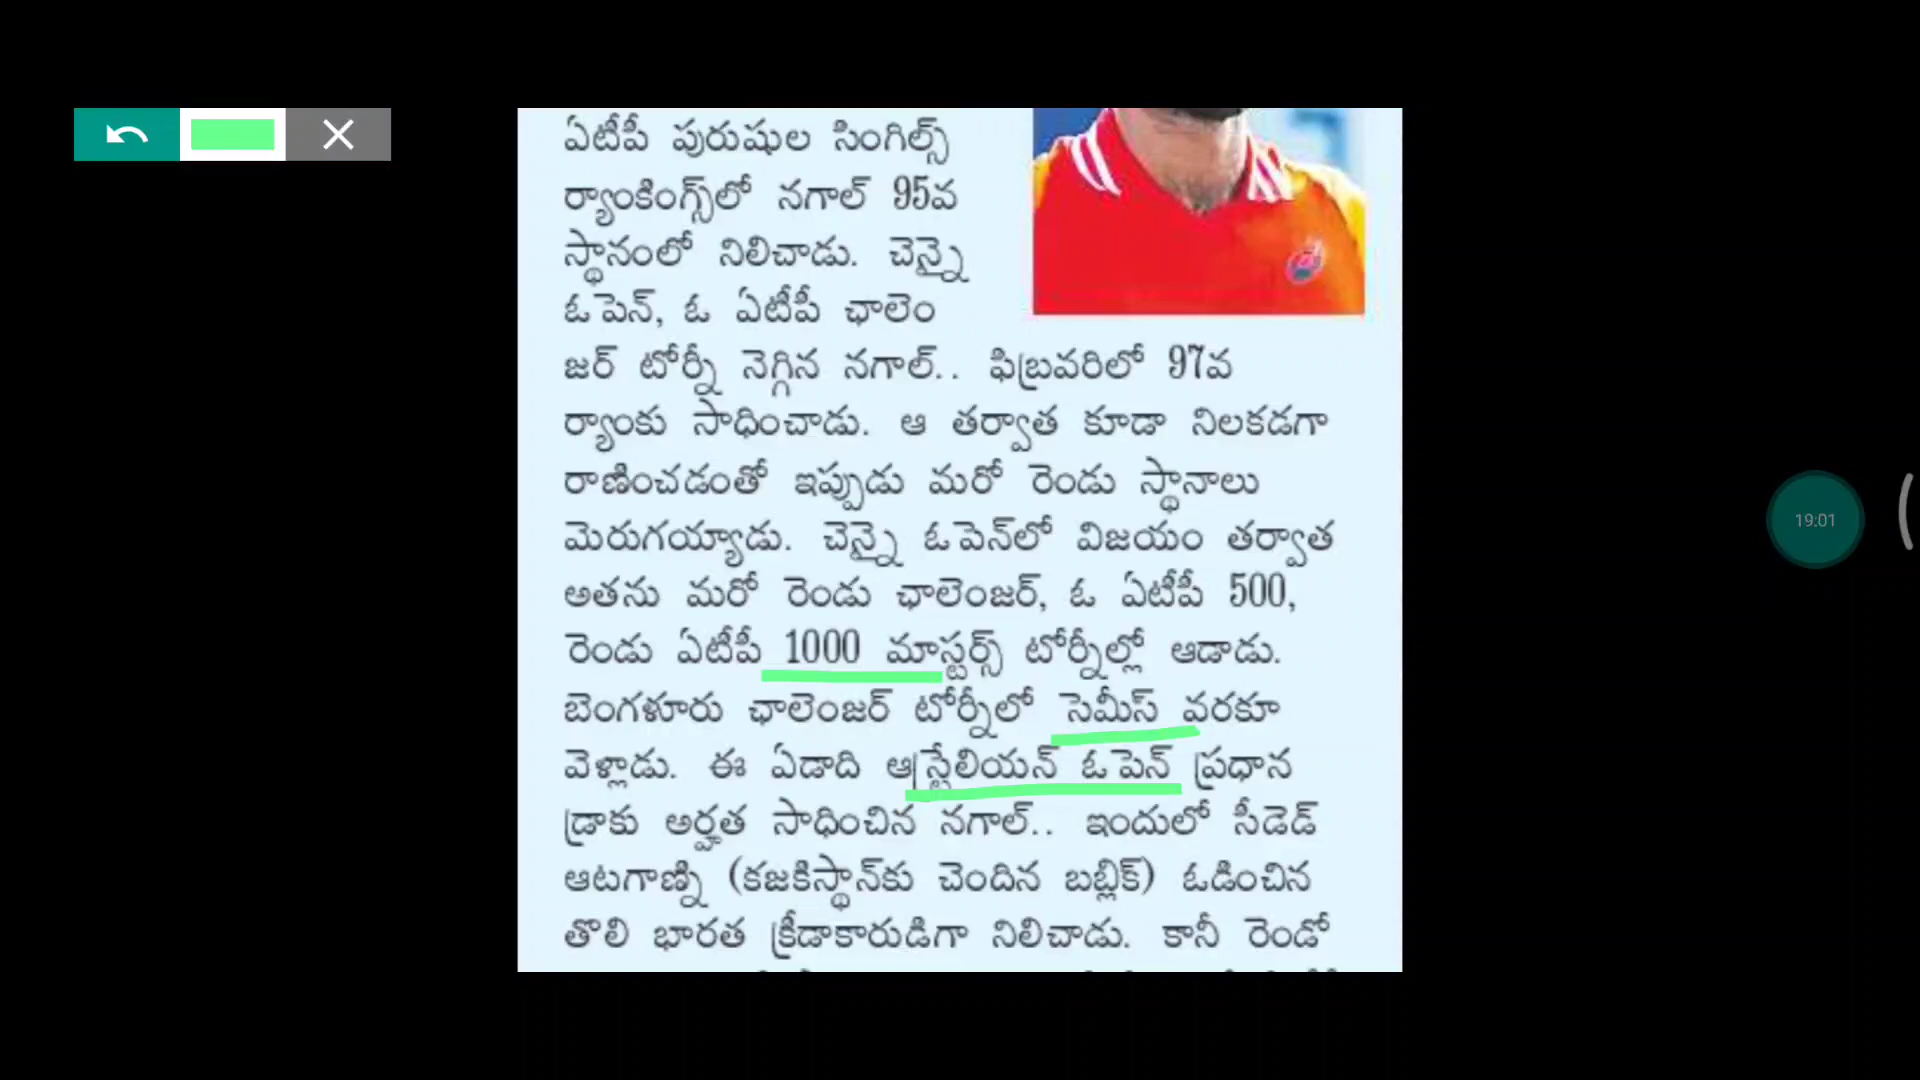 ఏటీపీ పురుషుల సింగిల్స్
ర్యాంకింగ్స్‌లో నగాల్ 95వ
స్థానంలో నిలిచాడు. చెన్నై
ఓపెన్, ఓ ఏటీపీ ఛాలెం
జర్ టోర్నీ నెగ్గిన నగాల్.. ఫిబ్రవరిలో 97వ
ర్యాంకు సాధించాడు. ఆ తర్వాత కూడా నిలకడగా
రాణించడంతో ఇప్పుడు మరో రెండు స్థానాలు
మెరుగయ్యాడు. చెన్నై ఓపెన్‌లో విజయం తర్వాత
అతను మరో రెండు ఛాలెంజర్, ఓ ఏటీపీ 500,
రెండు ఏటీపీ 1000 మాస్టర్స్ టోర్నీల్లో ఆడాడు.
బెంగళూరు ఛాలెంజర్ టోర్నీలో సెమీస్ వరకూ
వెళ్లాడు. ఈ ఏడాది ఆస్ట్రేలియన్ ఓపెన్ ప్రధాన
డ్రాకు అర్హత సాధించిన నగాల్.. ఇందులో సీడెడ్
ఆటగాణ్ని (కజకిస్థాన్‌కు చెందిన బబ్లిక్) ఓడించిన
తొలి భారత క్రీడాకారుడిగా నిలిచాడు. కానీ రెండో
19:01